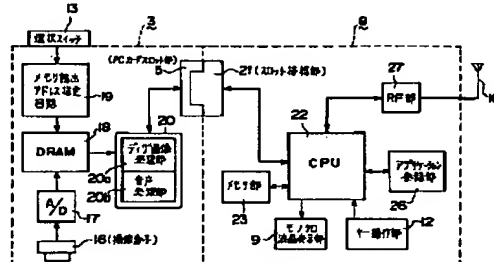 13
選択スイッチ
3
8
(PCカードスロット部)
5
21(スロット接続部)
メモリ読出
アドレス指定
回路
19
18
DRAM
20
ディジタル画像
処理部
20a
音声
処理部
20b
A/D
17
16(撮像素子)
22
CPU
27
RF部
10
メモリ部
23
アプリケーション
登録部
26
モノクロ
液晶表示部
9
キー操作部
12